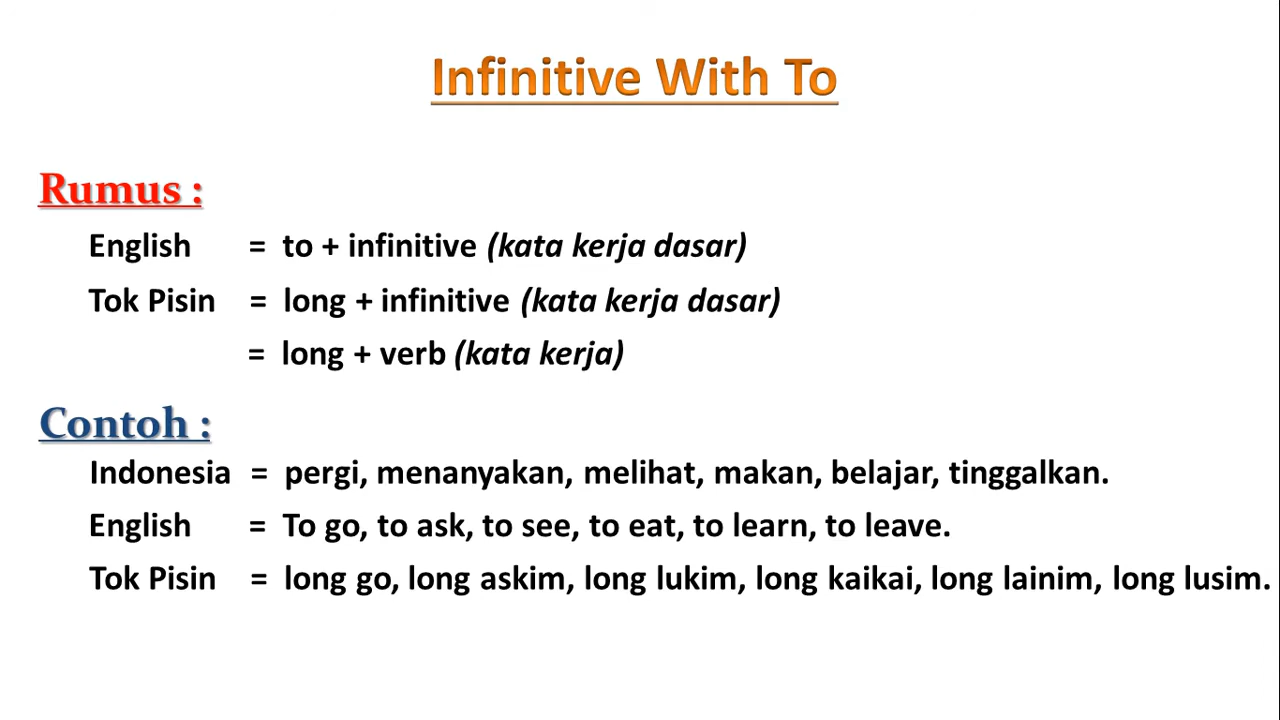 Infinitive With To
Rumus :
English = to + infinitive (kata kerja dasar)
Tok Pisin = long + infinitive (kata kerja dasar)
= long + verb (kata kerja)
Contoh :
Indonesia = pergi, menanyakan, melihat, makan, belajar, tinggalkan.
English = To go, to ask, to see, to eat, to learn, to leave.
Tok Pisin = long go, long askim, long lukim, long kaikai, long lainim, long lusim.